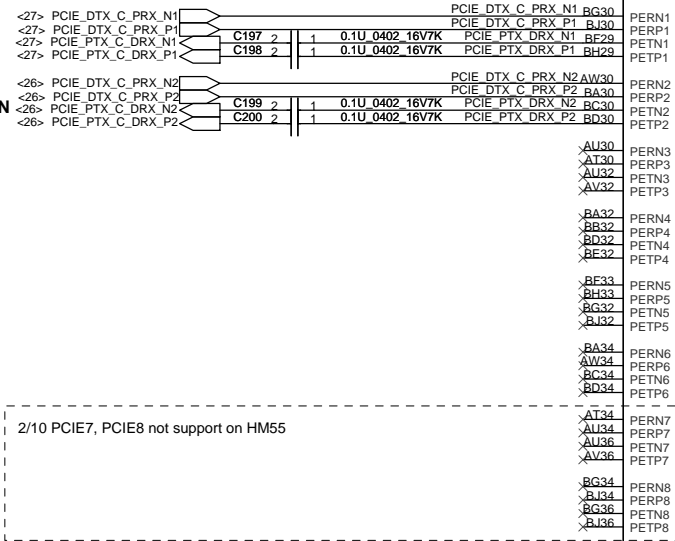 <27> PCIE_DTX_C_PRX_N1 PCIE_DTX_C_PRX_N1 BG30 PERN1
<27> PCIE_DTX_C_PRX_P1 PCIE_DTX_C_PRX_P1 BJ30 PERP1
<27> PCIE_PTX_C_DRX_N1 C197 2 1 0.1U_0402_16V7K PCIE_PTX_DRX_N1 BF29 PETN1
<27> PCIE_PTX_C_DRX_P1 C198 2 1 0.1U_0402_16V7K PCIE_PTX_DRX_P1 BH29 PETP1
<26> PCIE_DTX_C_PRX_N2 PCIE_DTX_C_PRX_N2 AW30 PERN2
<26> PCIE_DTX_C_PRX_P2 PCIE_DTX_C_PRX_P2 BA30 PERP2
N <26> PCIE_PTX_C_DRX_N2 C199 2 1 0.1U_0402_16V7K PCIE_PTX_DRX_N2 BC30 PETN2
<26> PCIE_PTX_C_DRX_P2 C200 2 1 0.1U_0402_16V7K PCIE_PTX_DRX_P2 BD30 PETP2
AU30 PERN3
AT30 PERP3
AU32 PETN3
AV32 PETP3
BA32 PERN4
BB32 PERP4
BD32 PETN4
BE32 PETP4
BF33 PERN5
BH33 PERP5
BG32 PETN5
BJ32 PETP5
BA34 PERN6
AW34 PERP6
BC34 PETN6
BD34 PETP6
2/10 PCIE7, PCIE8 not support on HM55
AT34 PERN7
AU34 PERP7
AU36 PETN7
AV36 PETP7
BG34 PERN8
BJ34 PERP8
BG36 PETN8
BJ36 PETP8